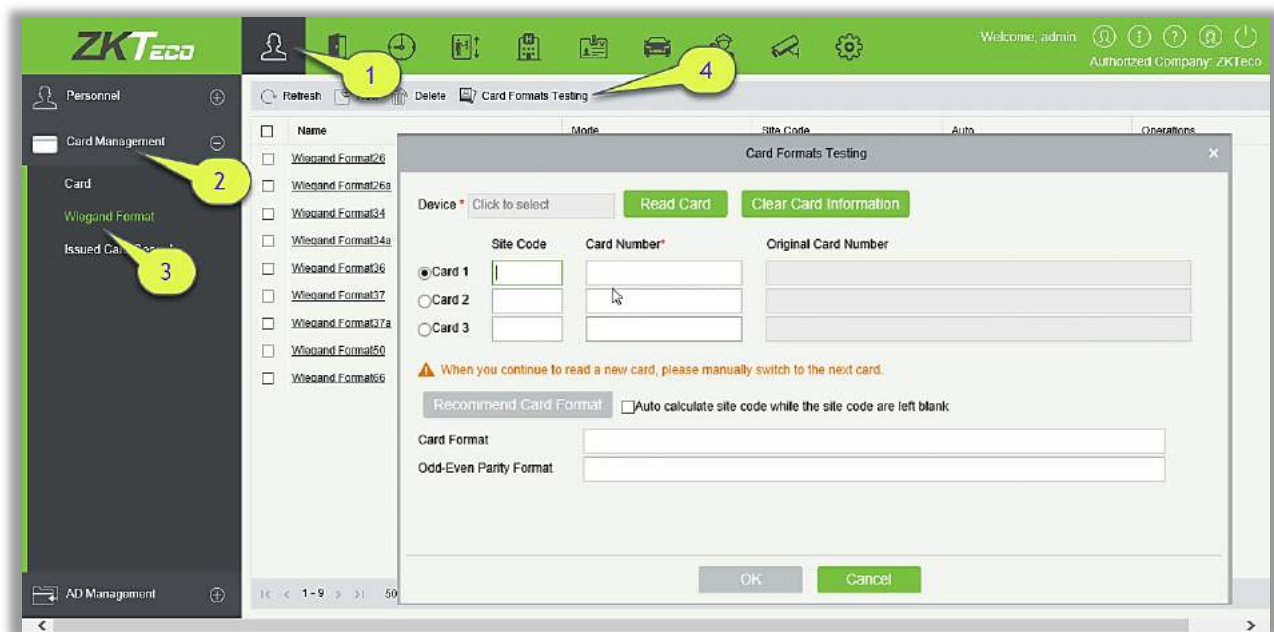 ZKTECO
Welcome, admin
Authorized Company: ZKTeco
1
4
Personnel
Refresh
Delete
Card Formats Testing
Card Management
2
Card
Wiegand Format
3
Name Mode Site Code Auto Operations
Wiegand Format26
Wiegand Format26a
Wiegand Format34
Wiegand Format34a
Wiegand Format36
Wiegand Format37
Wiegand Format37a
Wiegand Format50
Wiegand Format66
Card Formats Testing
Device * Click to select Read Card Clear Card Information
Site Code Card Number* Original Card Number
Card 1
Card 2
Card 3
When you continue to read a new card, please manually switch to the next card.
Recommend Card Format Auto calculate site code while the site code are left blank
Card Format
Odd-Even Parity Format
OK Cancel
AD Management
1-9 50